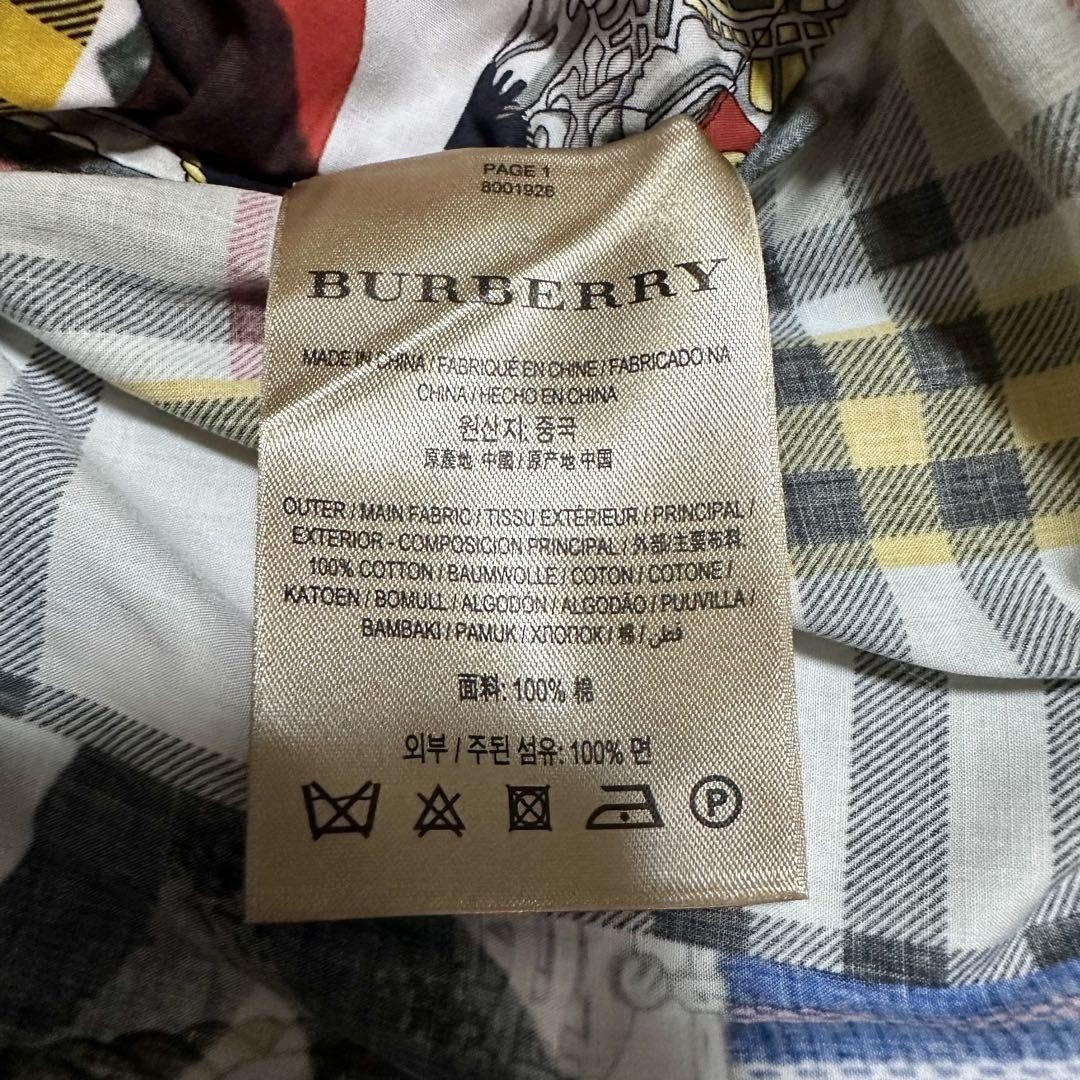 PAGE 1
8001926
BURBERRY
MADE IN CHINA / FABRIQUÉ EN CHINE / FABRICADO NA
CHINA / HECHO EN CHINA
원산지: 중국
原產地 中國 / 原产地 中国
OUTER / MAIN FABRIC / TISSU EXTÉRIEUR / PRINCIPAL /
EXTERIOR - COMPOSICION PRINCIPAL / 外部/主要布料.
100% COTTON / BAUMWOLLE / COTON / COTONE /
KATOEN / BOMULL / ALGODON / ALGODÃO / PUUVILLA /
BAMBAKI / PAMUK / ХЛОПОК / 棉 / قطن /
面料: 100% 棉
외부 / 주된 섬유: 100% 면
P